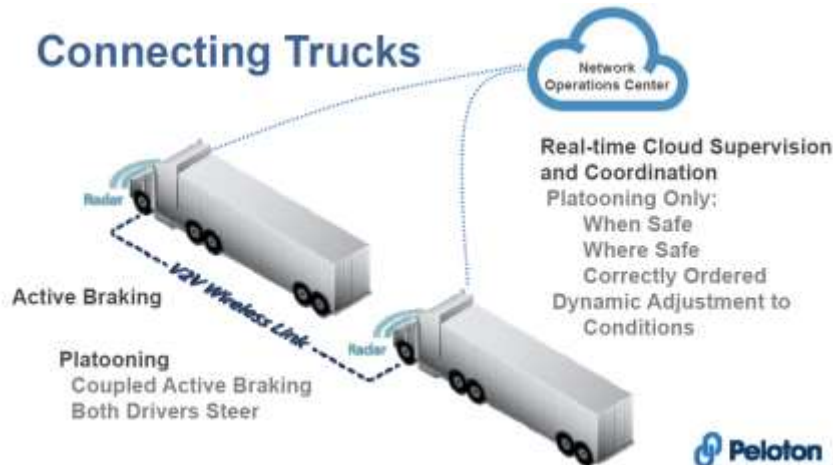 Connecting Trucks
Network
Operations Center
Radar
V2V Wireless Link
Radar
Active Braking
Platooning
Coupled Active Braking
Both Drivers Steer
Real-time Cloud Supervision
and Coordination
Platooning Only:
When Safe
Where Safe
Correctly Ordered
Dynamic Adjustment to
Conditions
Peloton